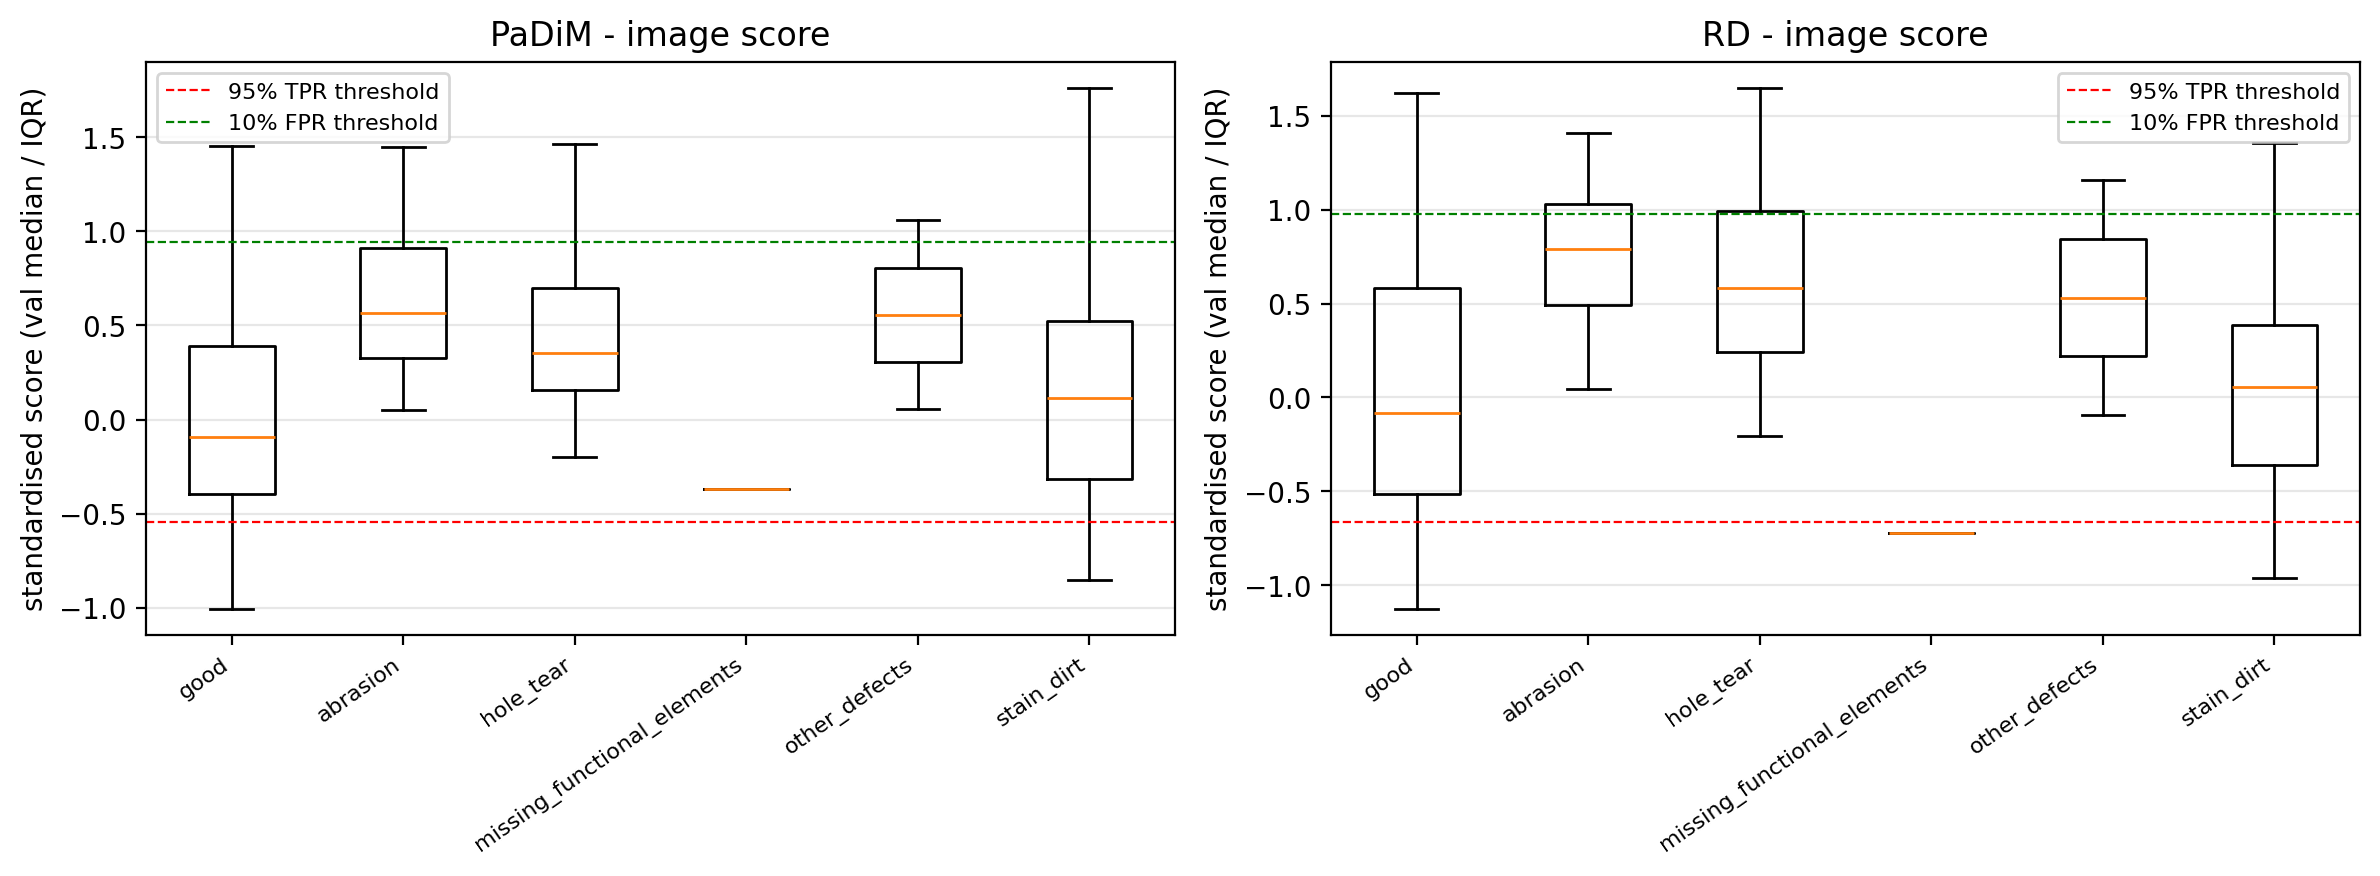 PaDiM - image score
standardised score (val median / IQR)
95% TPR threshold
10% FPR threshold
1.5
1.0
0.5
0.0
−0.5
−1.0
good
abrasion
hole_tear
missing_functional_elements
other_defects
stain_dirt
RD - image score
standardised score (val median / IQR)
95% TPR threshold
10% FPR threshold
1.5
1.0
0.5
0.0
−0.5
−1.0
good
abrasion
hole_tear
missing_functional_elements
other_defects
stain_dirt